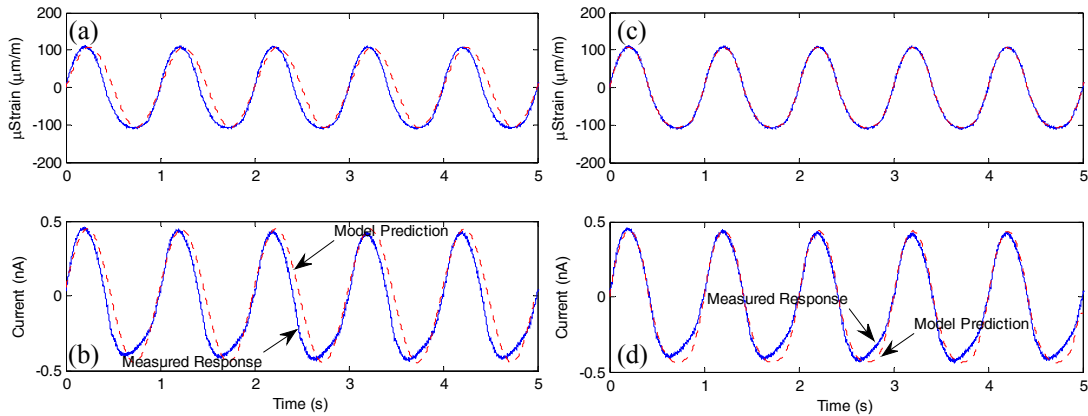 (a)
µStrain (µm/m)
200
100
0
-100
200
0 1 2 3 4 5
(b)
Current (nA)
0.5
0
-0.5
Model Prediction
Measured Response
0 1 2 3 4 5
Time (s)
(c)
µStrain (µm/m)
200
100
0
-100
200
0 1 2 3 4 5
(d)
Current (nA)
0.5
0
-0.5
Measured Response
Model Prediction
0 1 2 3 4 5
Time (s)